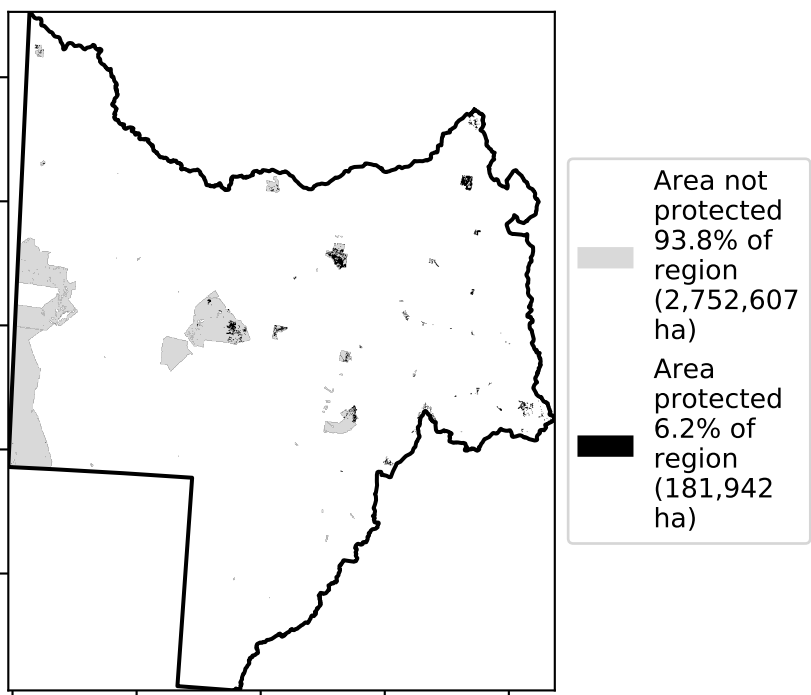 Area not
protected
93.8% of
region
(2,752,607
ha)
Area
protected
6.2% of
region
(181,942
ha)